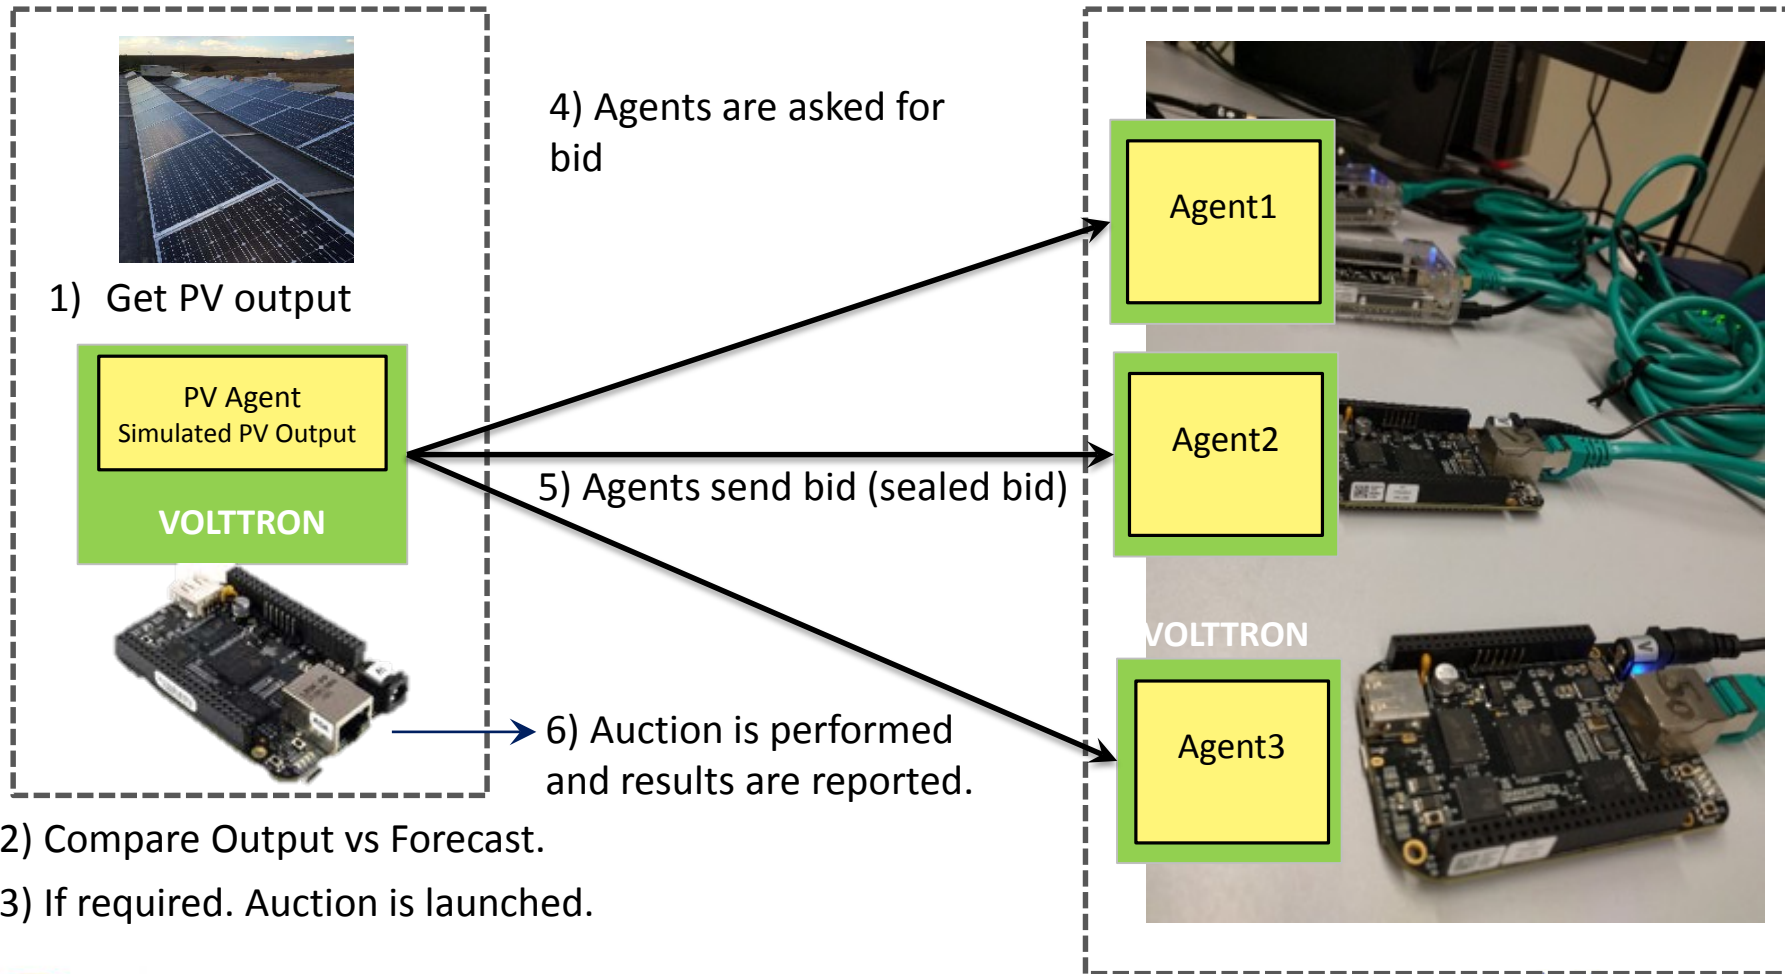 1) Get PV output
PV Agent
Simulated PV Output
VOLTTRON
2) Compare Output vs Forecast.
3) If required. Auction is launched.
4) Agents are asked for
bid
5) Agents send bid (sealed bid)
6) Auction is performed
and results are reported.
Agent1
Agent2
VOLTTRON
Agent3